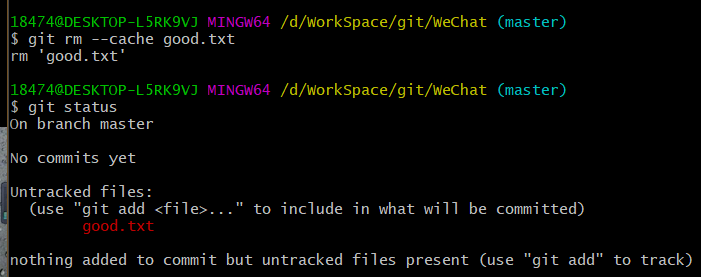 18474@DESKTOP-L5RK9VJ MINGW64 /d/WorkSpace/git/WeChat (master)
$ git rm --cache good.txt
rm 'good.txt'
18474@DESKTOP-L5RK9VJ MINGW64 /d/WorkSpace/git/WeChat (master)
$ git status
On branch master
No commits yet
Untracked files:
  (use "git add <file>..." to include in what will be committed)
        good.txt
nothing added to commit but untracked files present (use "git add" to track)